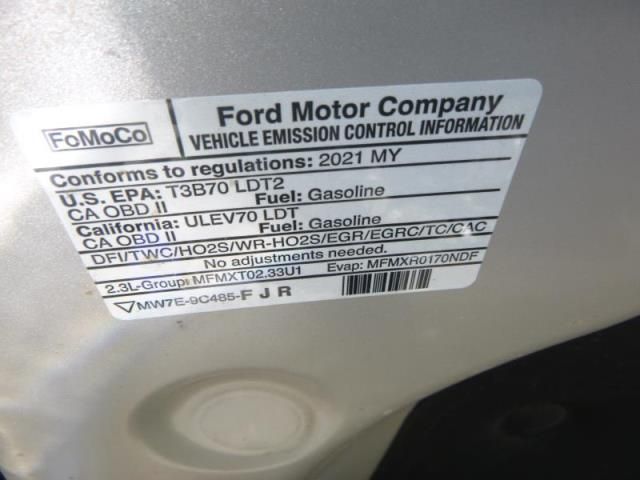 FoMoCo
Ford Motor Company
VEHICLE EMISSION CONTROL INFORMATION
Conforms to regulations: 2021 MY
U.S. EPA: T3B70 LDT2
CA OBD II Fuel: Gasoline
California: ULEV70 LDT
CA OBD II Fuel: Gasoline
DFI/TWC/HO2S/WR-HO2S/EGR/EGRC/TC/CAC
No adjustments needed.
2.3L-Group: MFMXT02.33U1 Evap: MFMXR0170NDF
MW7E-9C485-F J R